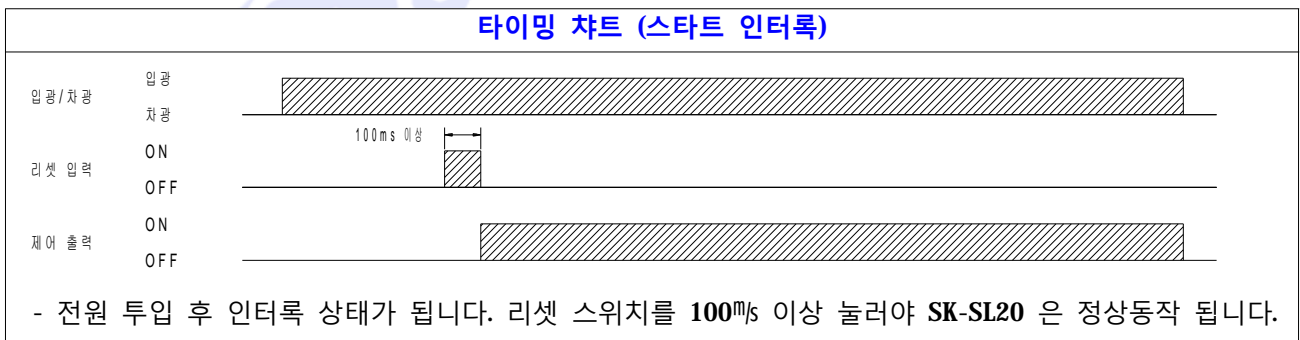 타이밍 챠트 (스타트 인터록)
입광/차광
입광
차광
100ms 이상
리셋 입력
ON
OFF
제어 출력
ON
OFF
- 전원 투입 후 인터록 상태가 됩니다. 리셋 스위치를 100㎧ 이상 눌러야 SK-SL20 은 정상동작 됩니다.